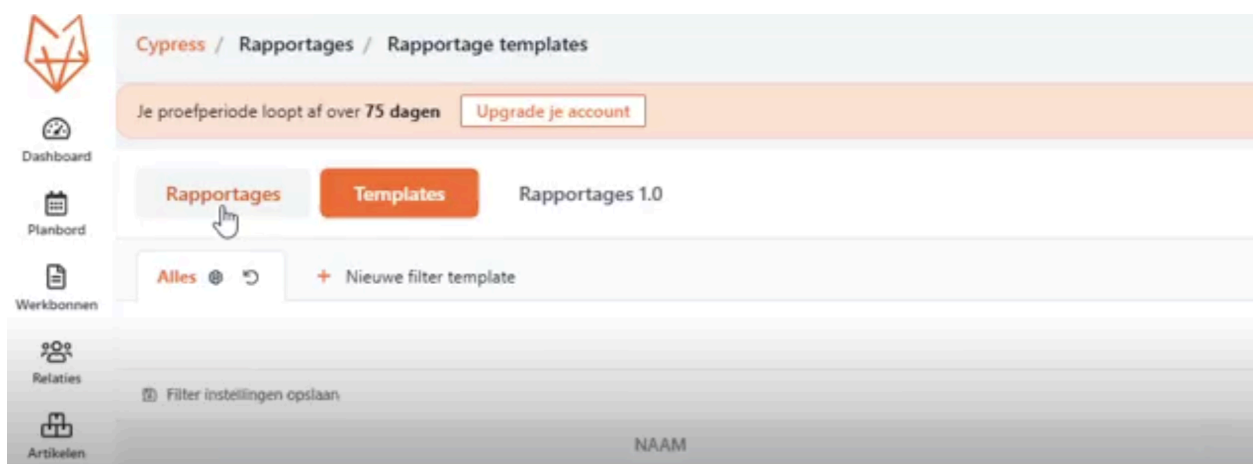 Cypress / Rapportages / Rapportage templates
Je proefperiode loopt af over 75 dagen Upgrade je account
Dashboard
Rapportages Templates Rapportages 1.0
Planbord
Alles + Nieuwe filter template
Werkbonnen
Relaties
Filter instellingen opslaan
Artikelen
NAAM